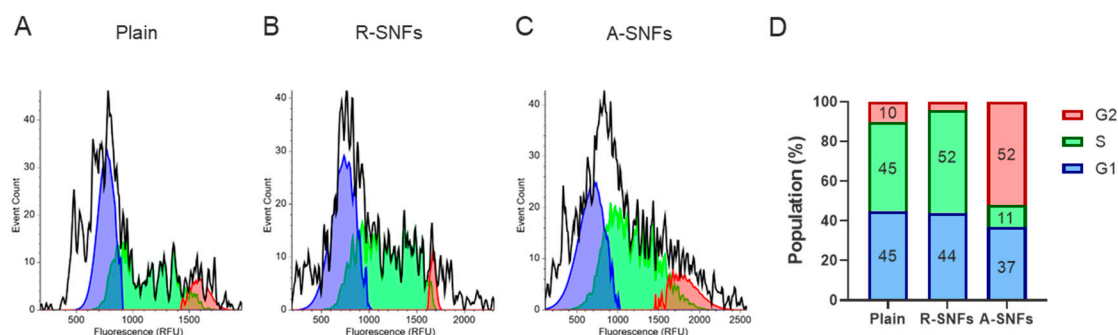 A Plain
B R-SNFs
C A-SNFs
D
Event Count
40
30
20
10
0
500 1000 1500
Fluorescence (RFU)
Event Count
40
30
20
10
0
500 1000 1500 2000
Fluorescence (RFU)
Event Count
40
30
20
10
0
500 1000 1500 2000 2500
Fluorescence (RFU)
Population (%)
100
80
60
40
20
0
10
45
45
52
44
52
11
37
Plain R-SNFs A-SNFs
G2
S
G1